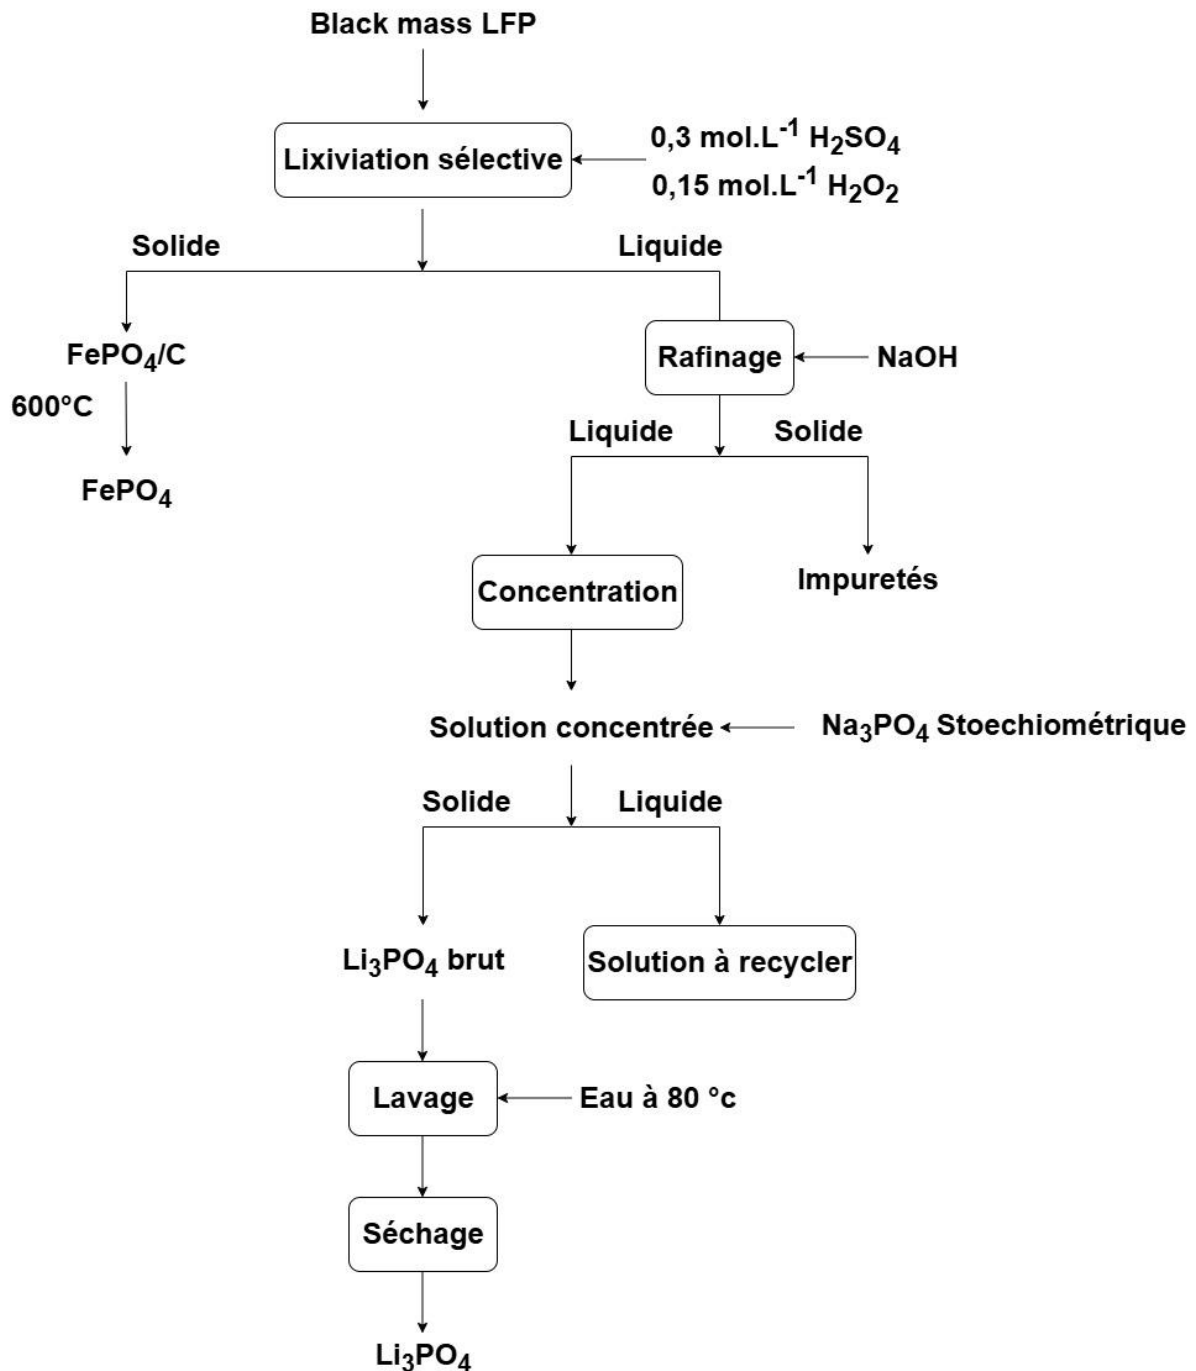 Black mass LFP
Lixiviation sélective
0,3 mol.L⁻¹ H₂SO₄
0,15 mol.L⁻¹ H₂O₂
Solide
Liquide
FePO₄/C
Rafinage
NaOH
600°C
Liquide
Solide
FePO₄
Concentration
Impuretés
Solution concentrée
Na₃PO₄ Stoechiométrique
Solide
Liquide
Li₃PO₄ brut
Solution à recycler
Lavage
Eau à 80 °c
Séchage
Li₃PO₄